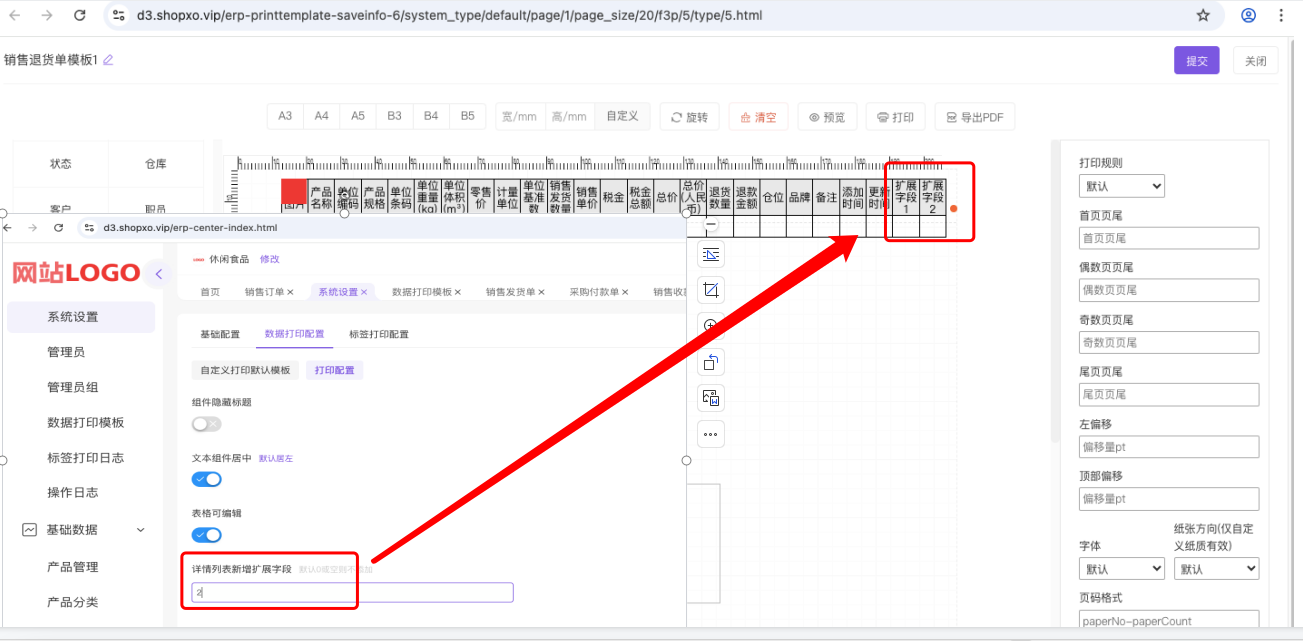 d3.shopxo.vip/erp-printtemplate-saveinfo-6/system_type/default/page/1/page_size/20/f3p/5/type/5.html
销售退货单模板1
提交
关闭
A3 A4 A5 B3 B4 B5 宽/mm 高/mm 自定义 旋转 清空 预览 打印 导出PDF
状态 仓库
客户 职员
产品名称 单位编码 产品规格 单位条码 单位重量(kg) 单位体积(m³) 零售价 计量单位 单位基准数 销售发货数量 销售单价 税金 税金总额 总价 总价(人民币) 退货数量 退款金额 仓位 品牌 备注 添加时间 更新时间 扩展字段1 扩展字段2
打印规则
默认
首页页尾
首页页尾
偶数页页尾
偶数页页尾
奇数页页尾
奇数页页尾
尾页页尾
尾页页尾
左偏移
偏移量pt
顶部偏移
偏移量pt
字体
默认
纸张方向(仅自定义纸质有效)
默认
页码格式
paperNo-paperCount
d3.shopxo.vip/erp-center-index.html
网站LOGO
休闲食品 修改
首页 销售订单 系统设置 数据打印模板 销售发货单 采购付款单 销售收
系统设置
管理员
管理员组
数据打印模板
标签打印日志
操作日志
基础数据
产品管理
产品分类
基础配置 数据打印配置 标签打印配置
自定义打印默认模板 打印配置
组件隐藏标题
文本组件居中 默认居左
表格可编辑
详情列表新增扩展字段
2